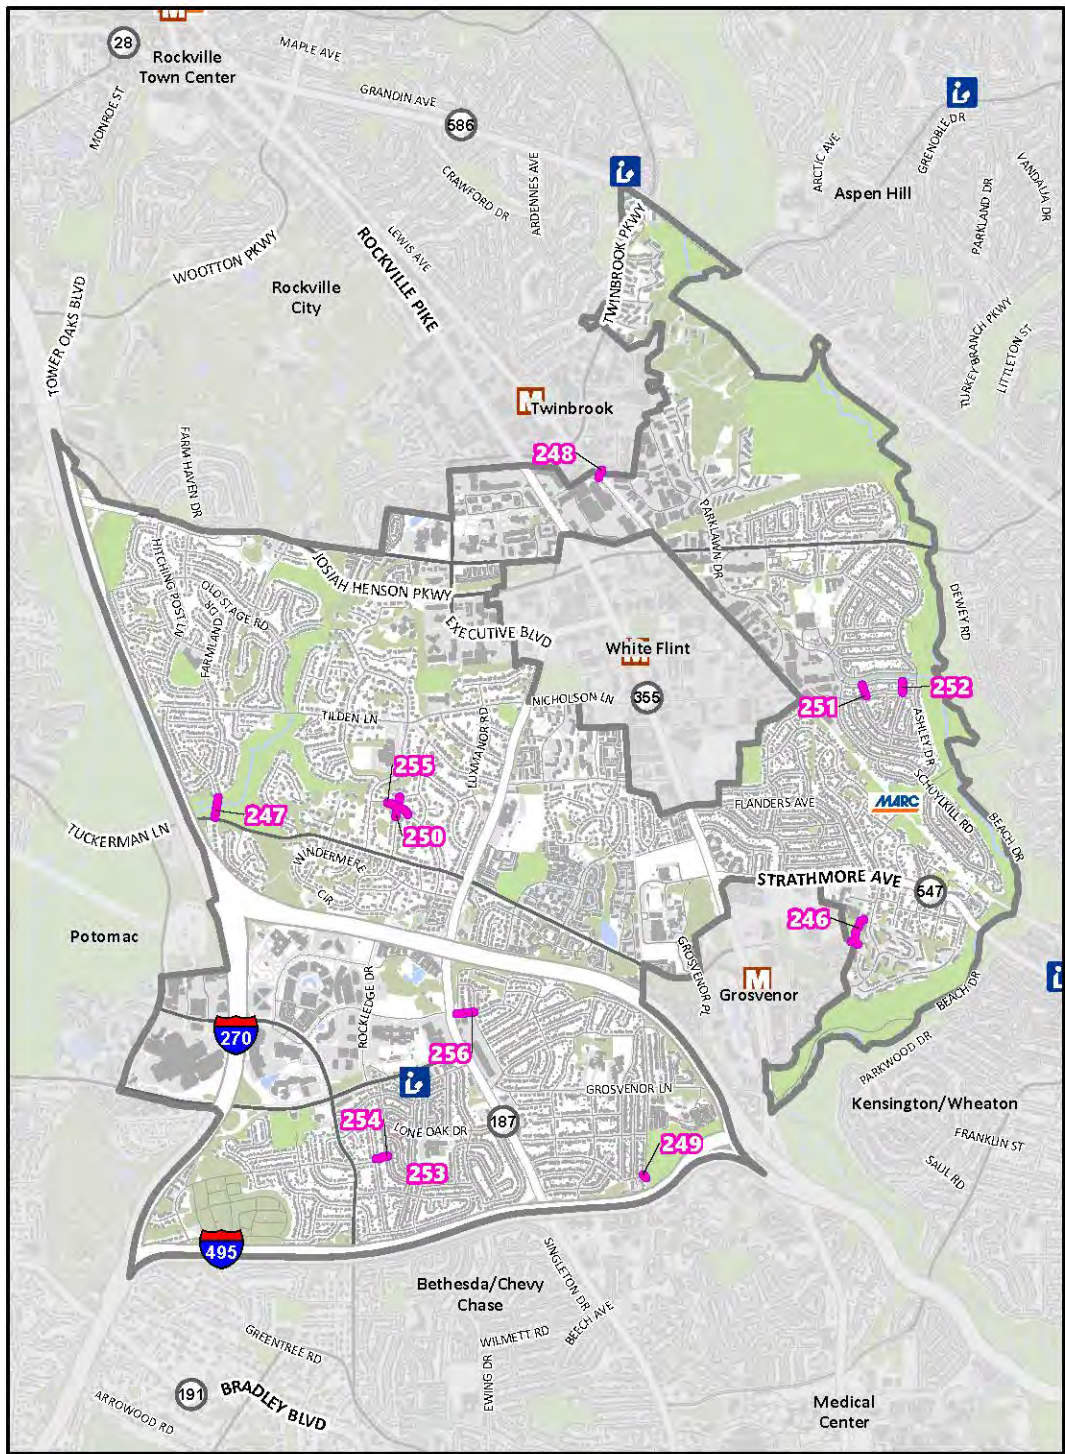 28
Rockville
Town Center
MAPLE AVE
GRANDIN AVE
MONROE ST
586
CRAWFORD DR
ARDENNES AVE
ARCTIC AVE
GRENOBLE DR
VANDALIA DR
Aspen Hill
PARKLAND DR
LEWIS AVE
ROCKVILLE PIKE
WOOTTON PKWY
TWINBROOK PKWY
Rockville
City
TOWER OAKS BLVD
TURKEY BRANCH PKWY
LITTLETON ST
M
Twinbrook
FARM HAVEN DR
248
PARKLAWN DR
HITCHING POST LN
JOSIAH HENSON PKWY
OLD STAGE RD
FARMLAND DR
EXECUTIVE BLVD
DEWEY RD
White Flint
M
355
NICHOLSON LN
251
252
TILDEN LN
LUXMANOR RD
ASHLEY DR
255
SCHUYLKILL RD
247
250
FLANDERS AVE
MARC
TUCKERMAN LN
BEACH DR
WINDERMERE
CIR
STRATHMORE AVE
547
246
Potomac
GROSVENOR PL
M
Grosvenor
BEACH DR
ROCKLEDGE DR
270
256
PARKWOOD DR
GROSVENOR LN
Kensington/Wheaton
254
LONE OAK DR
187
249
FRANKLIN ST
253
SAUL RD
495
SINGLETON DR
Bethesda/Chevy
Chase
BEECH AVE
WILMETT RD
GREENTREE RD
EWING DR
191
BRADLEY BLVD
ARROWOOD RD
Medical
Center